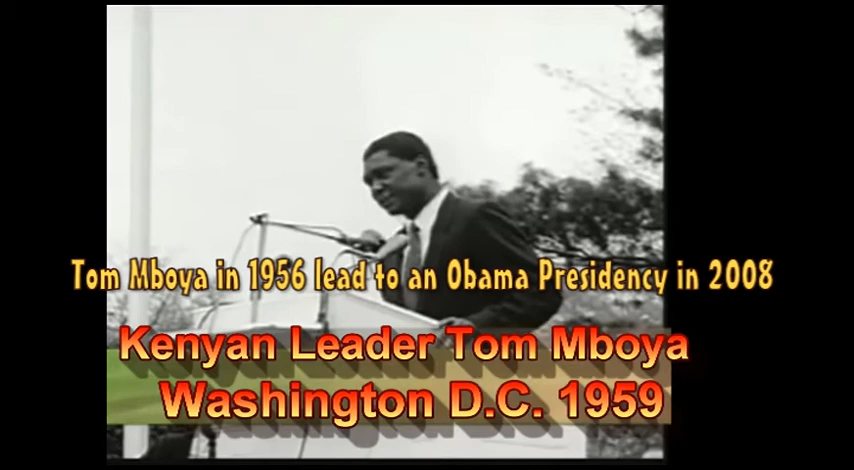 Tom Mboya in 1956 lead to an Obama Presidency in 2008
Kenyan Leader Tom Mboya
Washington D.C. 1959